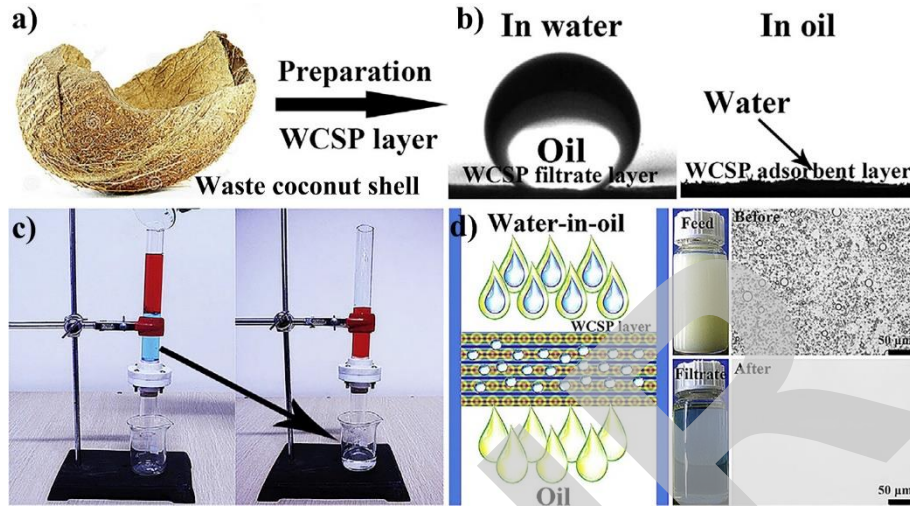 a)
Preparation
WCSP layer
Waste coconut shell
b)
In water
In oil
Oil
WCSP filtrate layer
Water
WCSP adsorbent layer
c)
d)
Water-in-oil
WCSP layer
Oil
Feed
Before
50 µm
Filtrate
After
50 µm